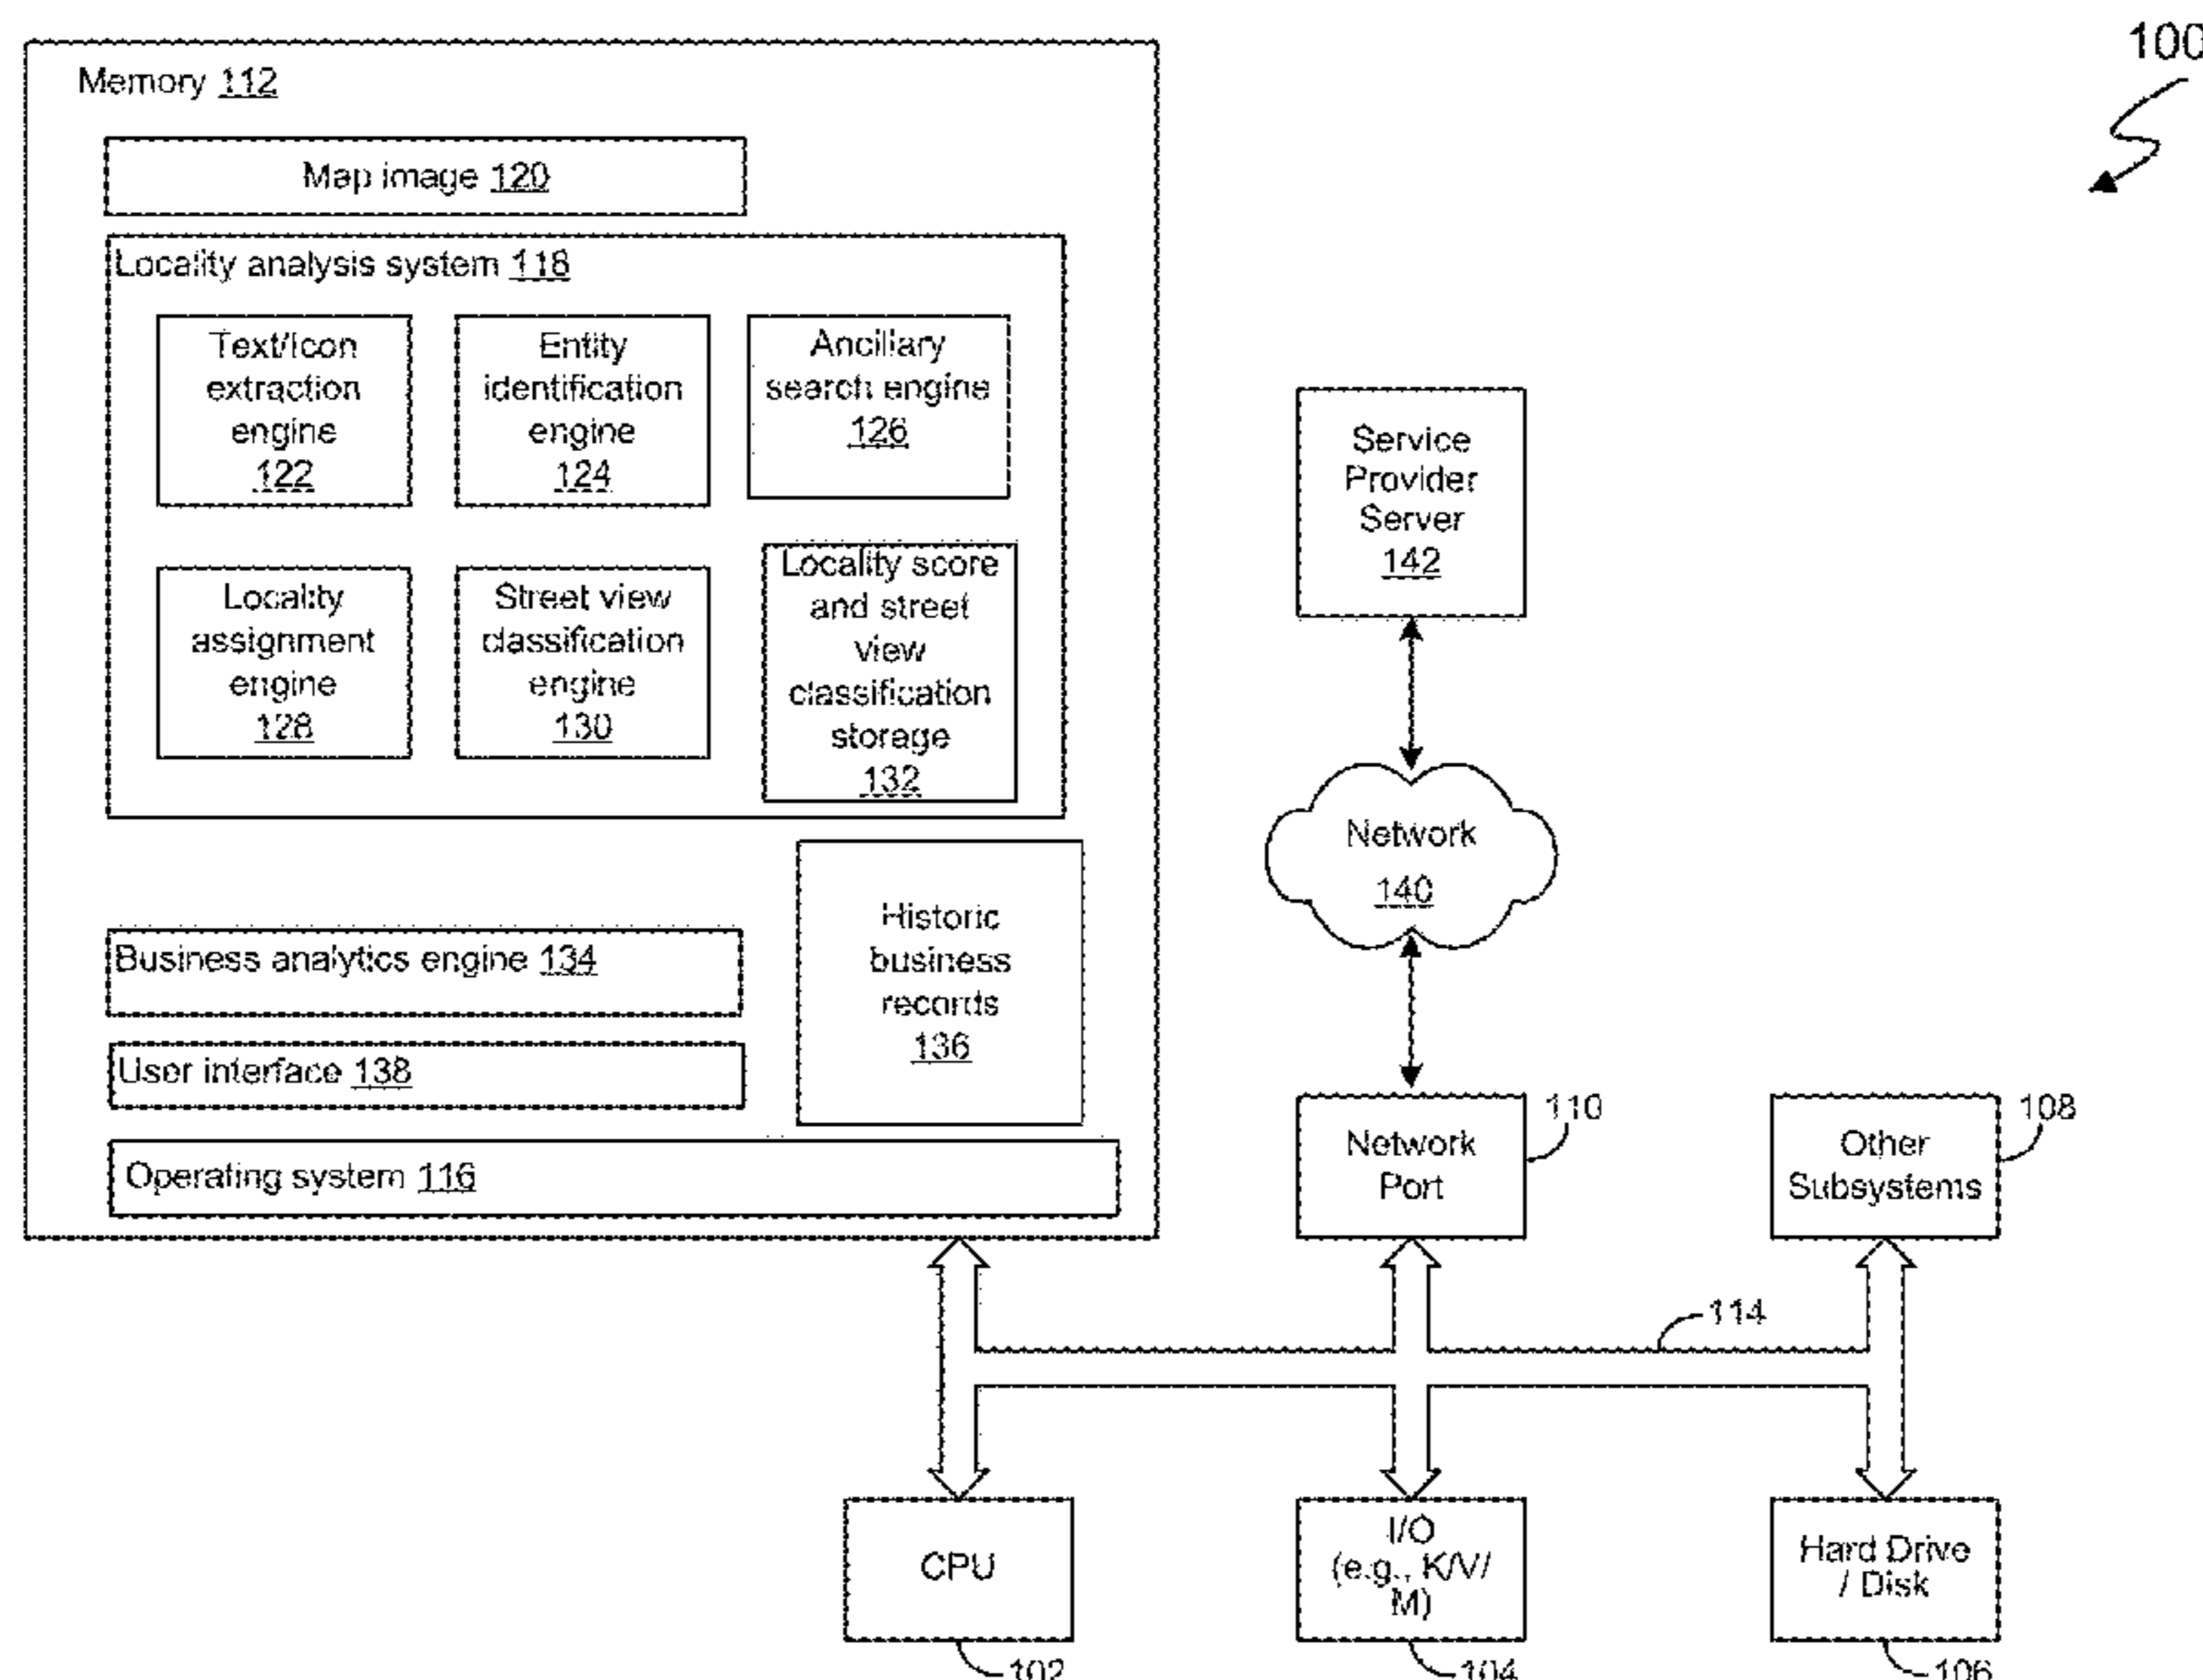 100
Memory 112
Map image 120
Locality analysis system 118
Text/Icon
extraction
engine
122
Entity
identification
engine
124
Ancillary
search engine
126
Locality
assignment
engine
128
Street view
classification
engine
130
Locality score
and street
view
classification
storage
132
Business analytics engine 134
User interface 138
Historic
business
records
136
Operating system 116
Service
Provider
Server
142
Network
140
Network
Port
110
Other
Subsystems
108
114
CPU
102
I/O
(e.g., K/V/
M)
104
Hard Drive
/ Disk
106